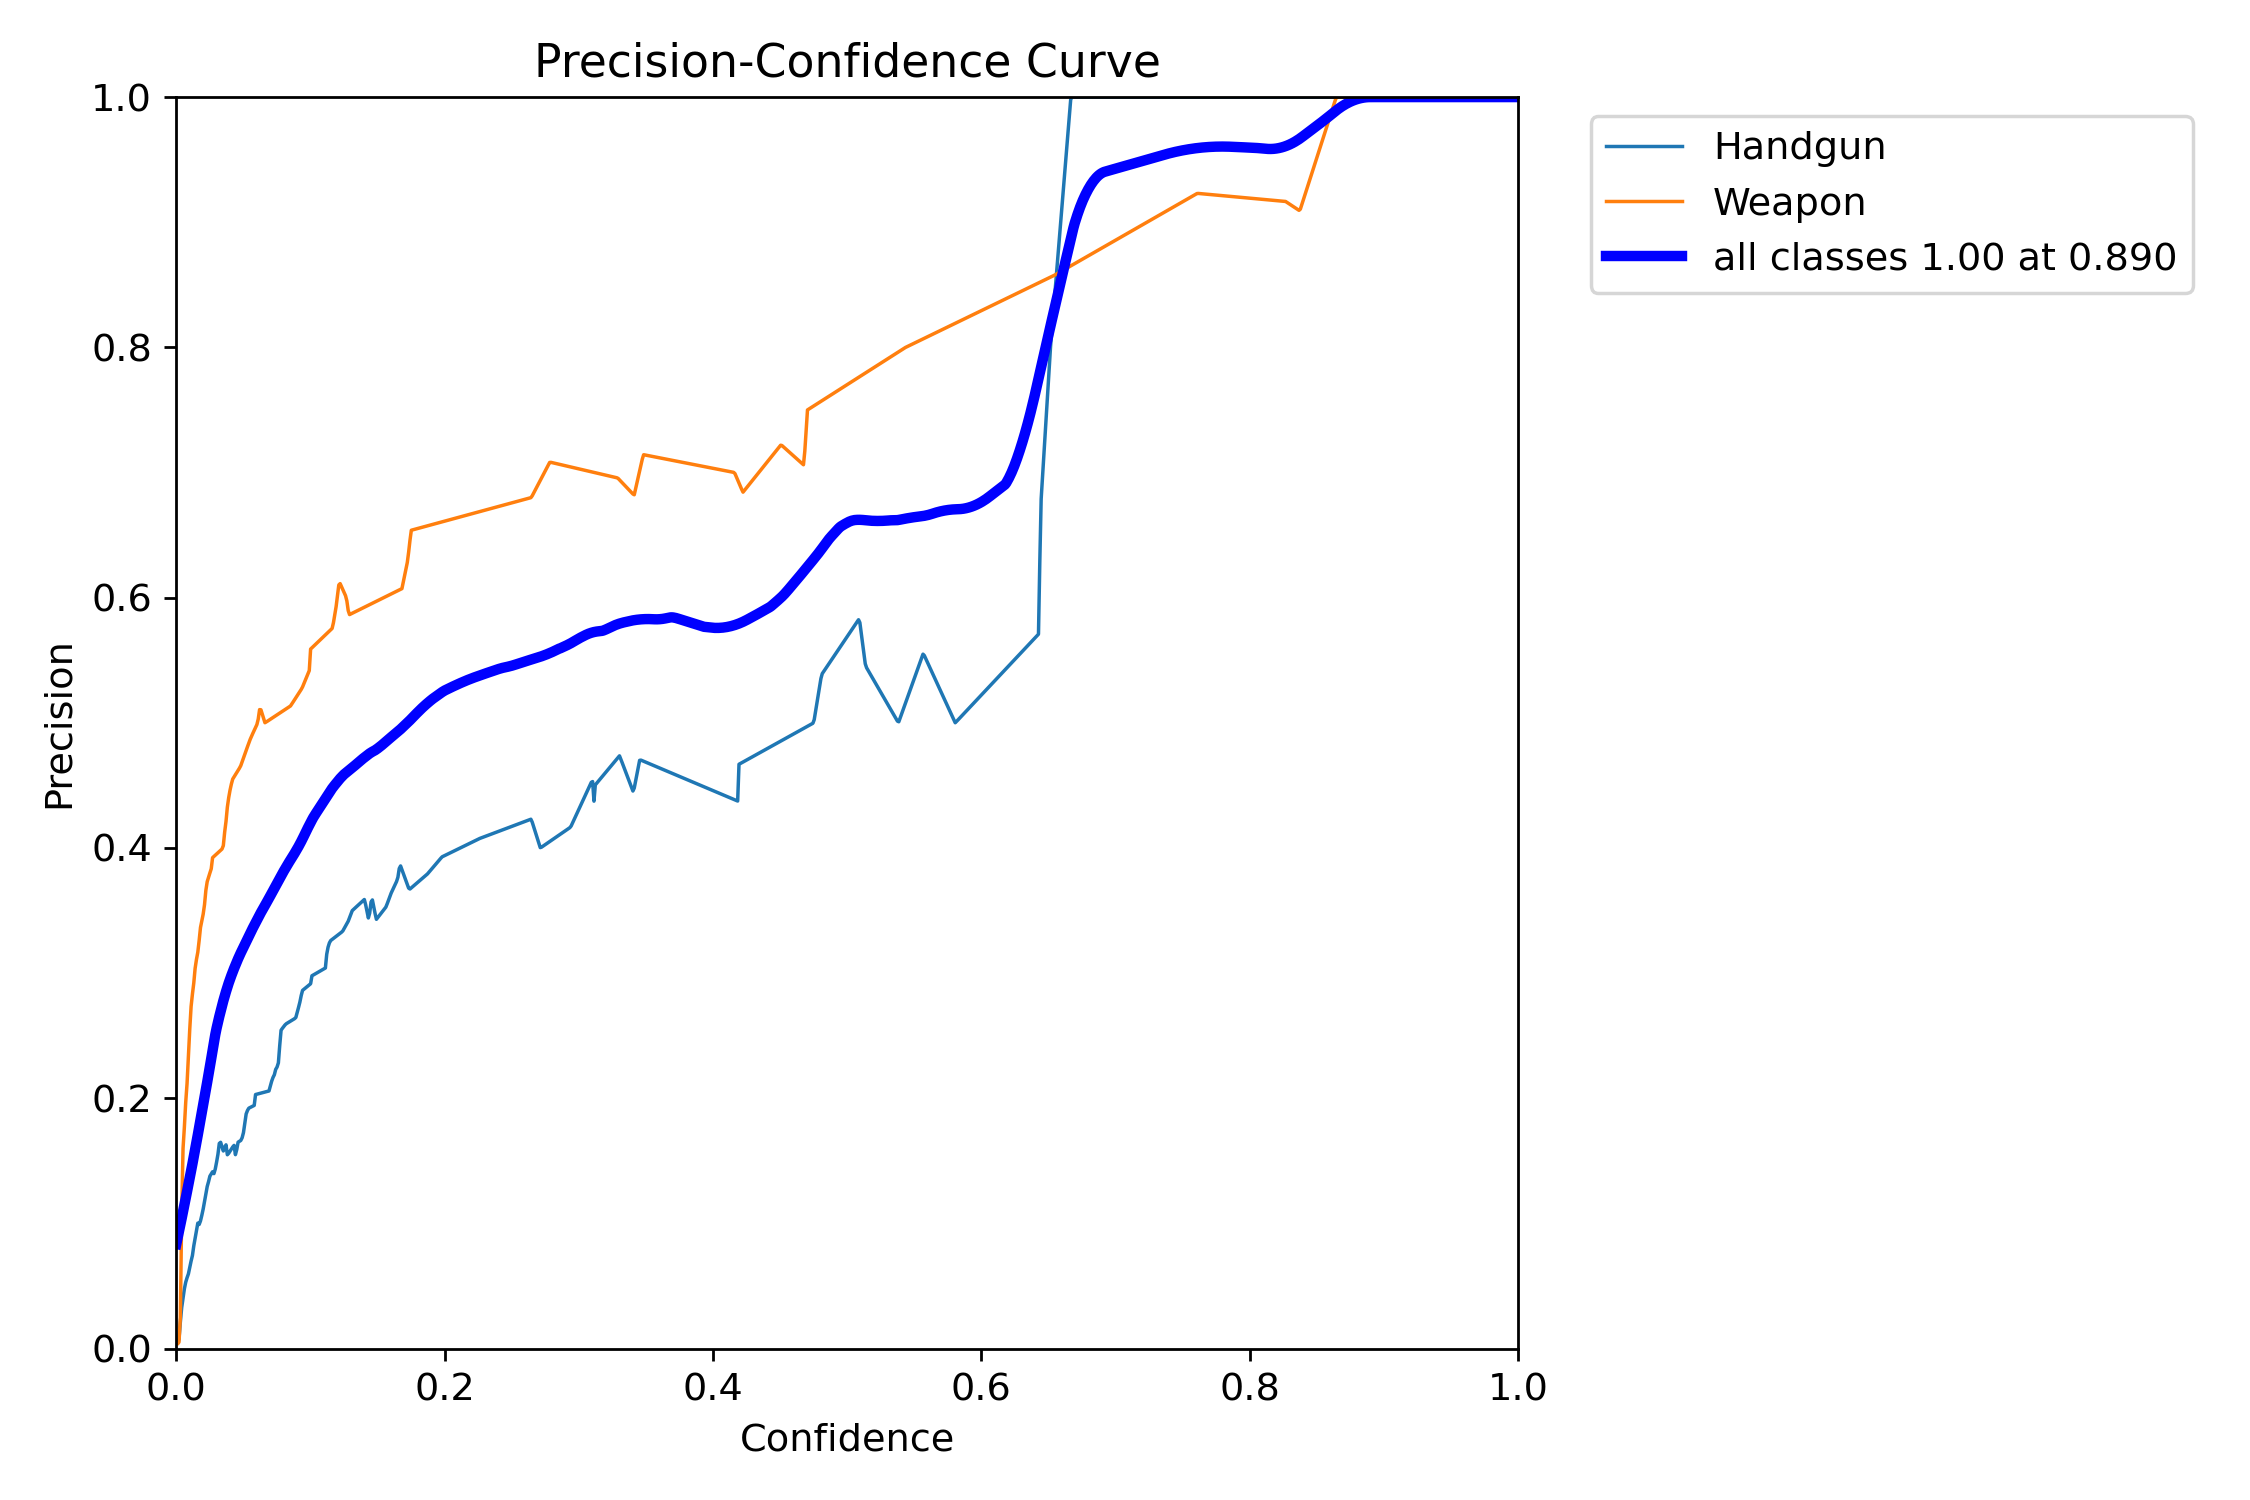 Precision-Confidence Curve
1.0
0.8
0.6
0.4
0.2
0.0
Precision
0.0 0.2 0.4 0.6 0.8 1.0
Confidence
Handgun
Weapon
all classes 1.00 at 0.890